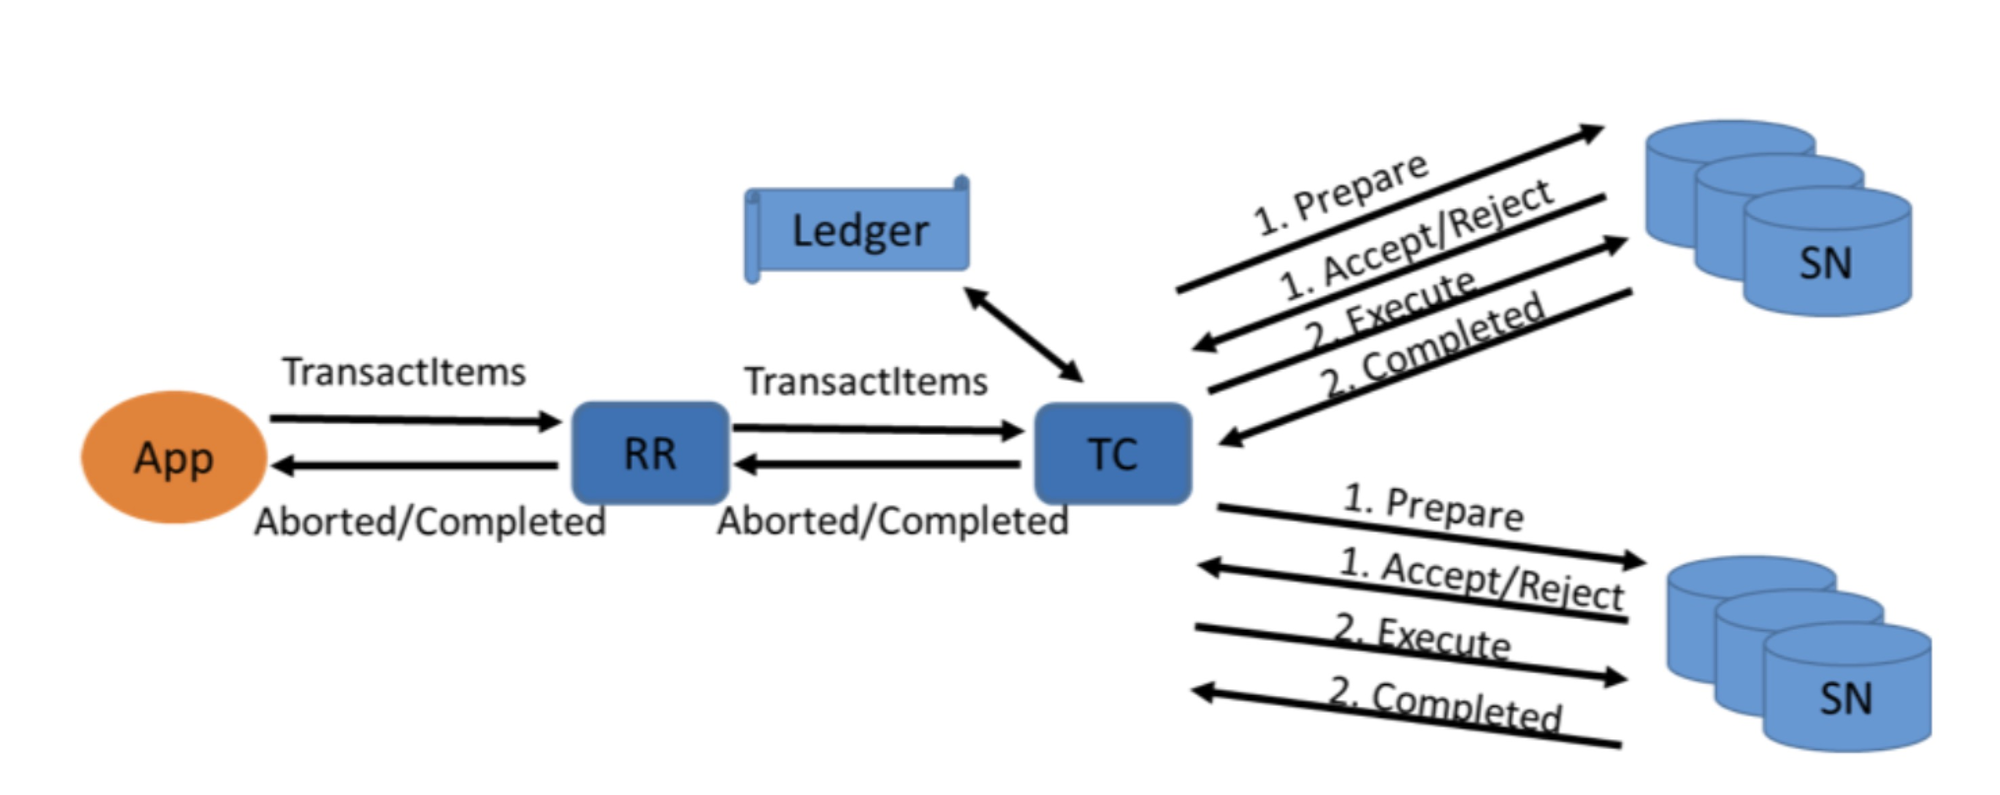 1. Prepare
1. Accept/Reject
2. Execute
2. Completed
SN
Ledger
TransactItems
TransactItems
App
RR
TC
Aborted/Completed
Aborted/Completed
1. Prepare
1. Accept/Reject
2. Execute
2. Completed
SN